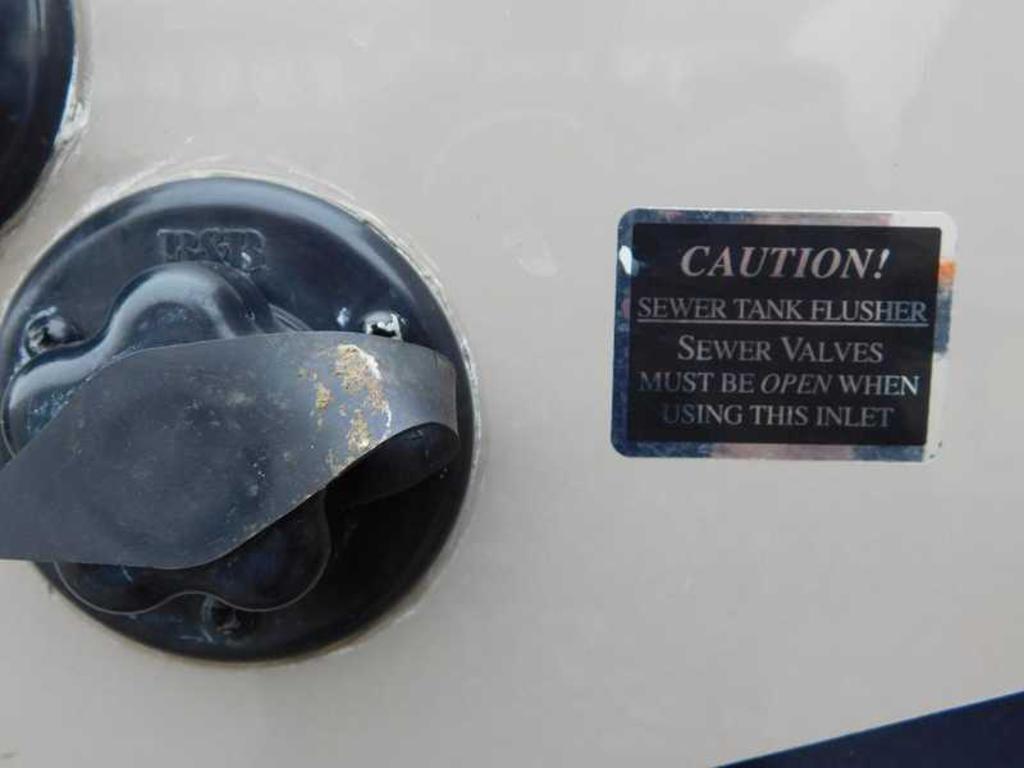 B&B
CAUTION!
SEWER TANK FLUSHER
SEWER VALVES
MUST BE OPEN WHEN
USING THIS INLET